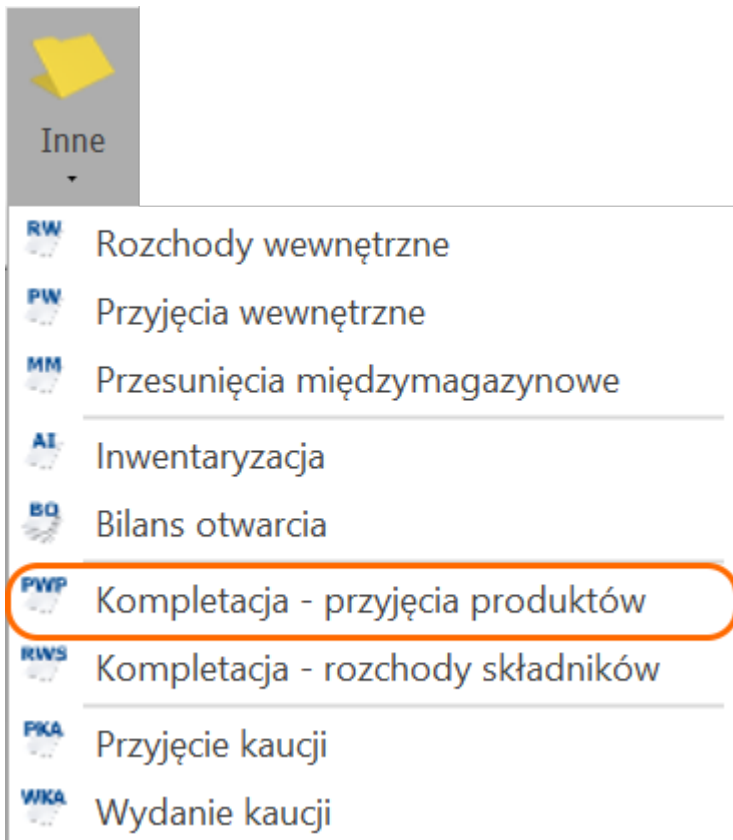 Inne
RW Rozchody wewnętrzne
PW Przyjęcia wewnętrzne
MM Przesunięcia międzymagazynowe
AI Inwentaryzacja
BO Bilans otwarcia
PWP Kompletacja - przyjęcia produktów
RWS Kompletacja - rozchody składników
PKA Przyjęcie kaucji
WKA Wydanie kaucji